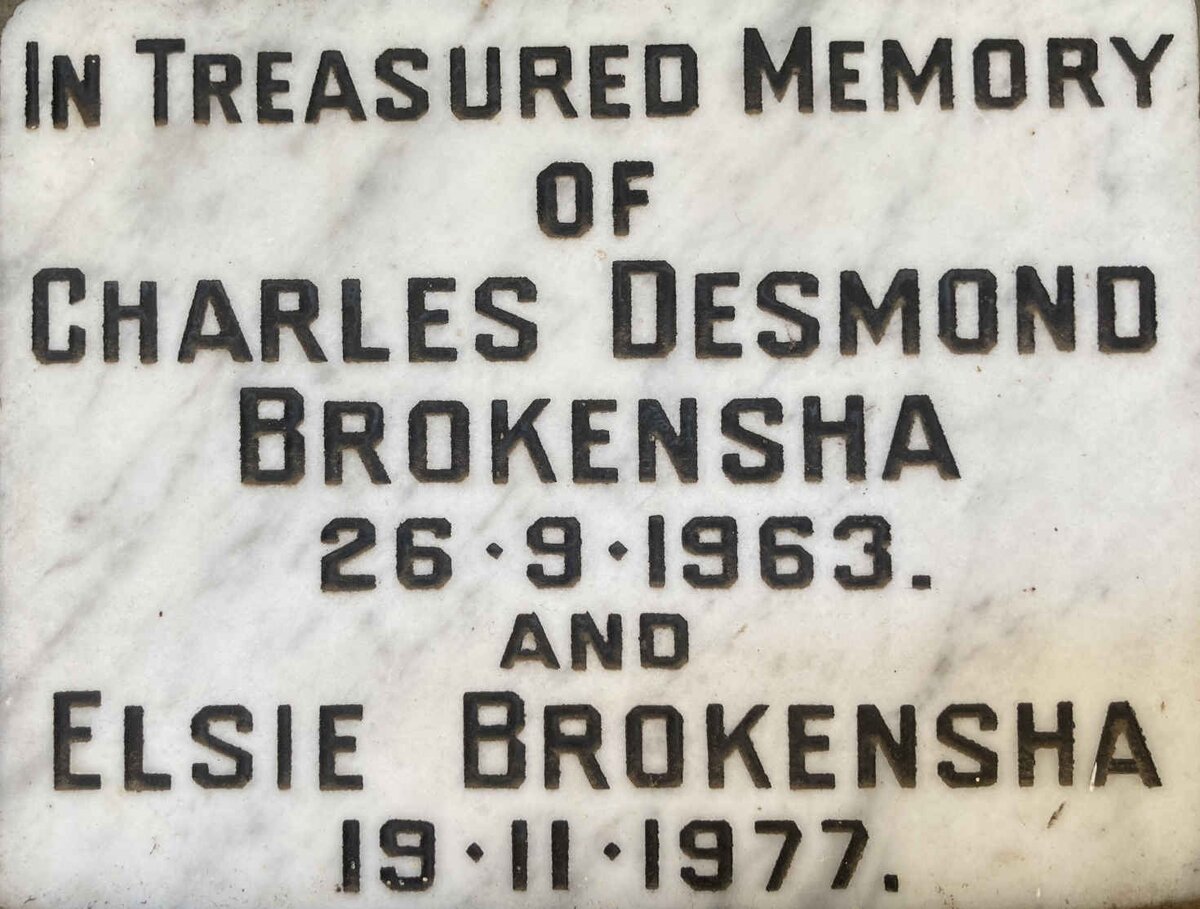 IN TREASURED MEMORY
OF
CHARLES DESMOND
BROKENSHA
26·9·1963.
AND
ELSIE BROKENSHA
19·11·1977.